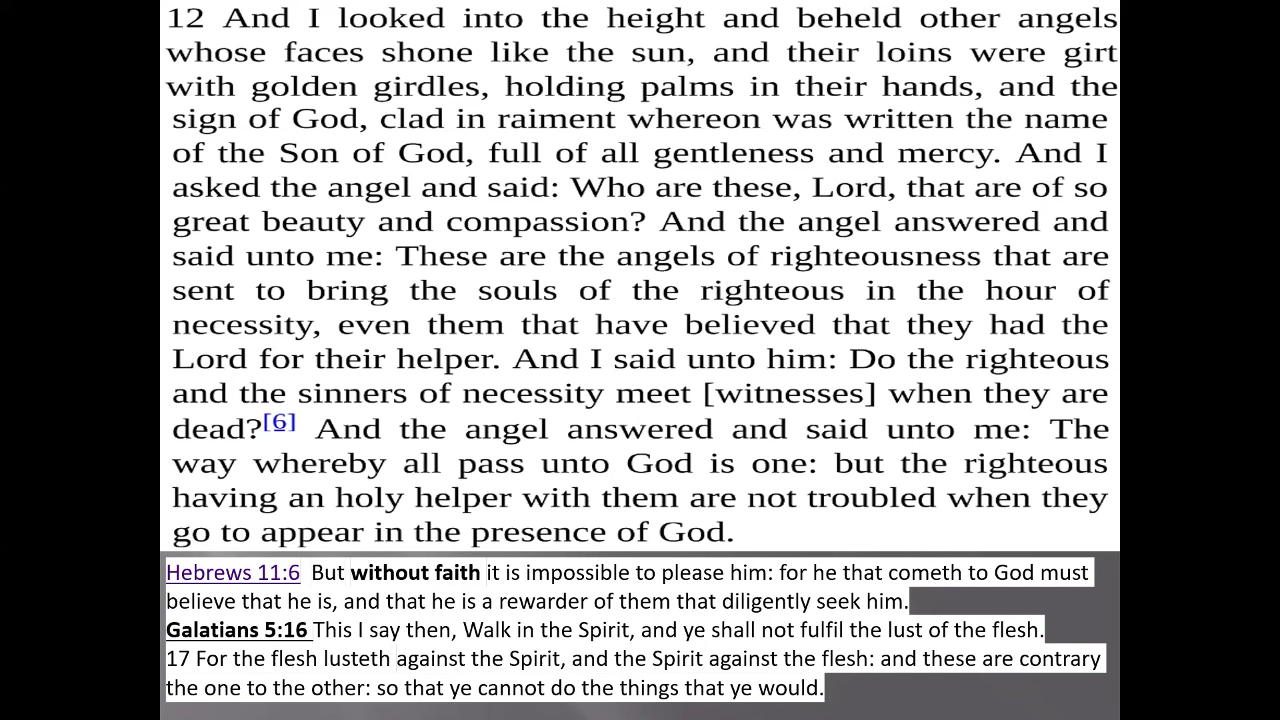 12 And I looked into the height and beheld other angels
whose faces shone like the sun, and their loins were girt
with golden girdles, holding palms in their hands, and the
sign of God, clad in raiment whereon was written the name
of the Son of God, full of all gentleness and mercy. And I
asked the angel and said: Who are these, Lord, that are of so
great beauty and compassion? And the angel answered and
said unto me: These are the angels of righteousness that are
sent to bring the souls of the righteous in the hour of
necessity, even them that have believed that they had the
Lord for their helper. And I said unto him: Do the righteous
and the sinners of necessity meet [witnesses] when they are
dead?[6] And the angel answered and said unto me: The
way whereby all pass unto God is one: but the righteous
having an holy helper with them are not troubled when they
go to appear in the presence of God.
Hebrews 11:6 But without faith it is impossible to please him: for he that cometh to God must
believe that he is, and that he is a rewarder of them that diligently seek him.
Galatians 5:16 This I say then, Walk in the Spirit, and ye shall not fulfil the lust of the flesh.
17 For the flesh lusteth against the Spirit, and the Spirit against the flesh: and these are contrary
the one to the other: so that ye cannot do the things that ye would.